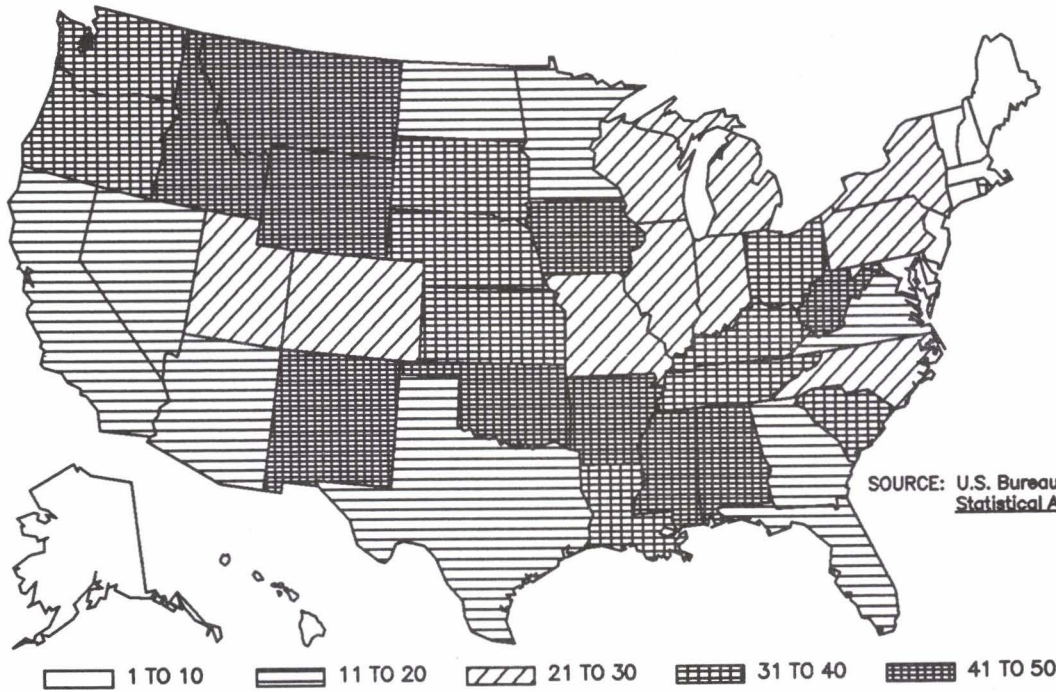 SOURCE: U.S. Bureau
Statistical A
1 TO 10
11 TO 20
21 TO 30
31 TO 40
41 TO 50